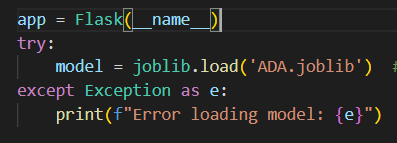 app = Flask(__name__)
try:
    model = joblib.load('ADA.joblib')  #
except Exception as e:
    print(f"Error loading model: {e}")